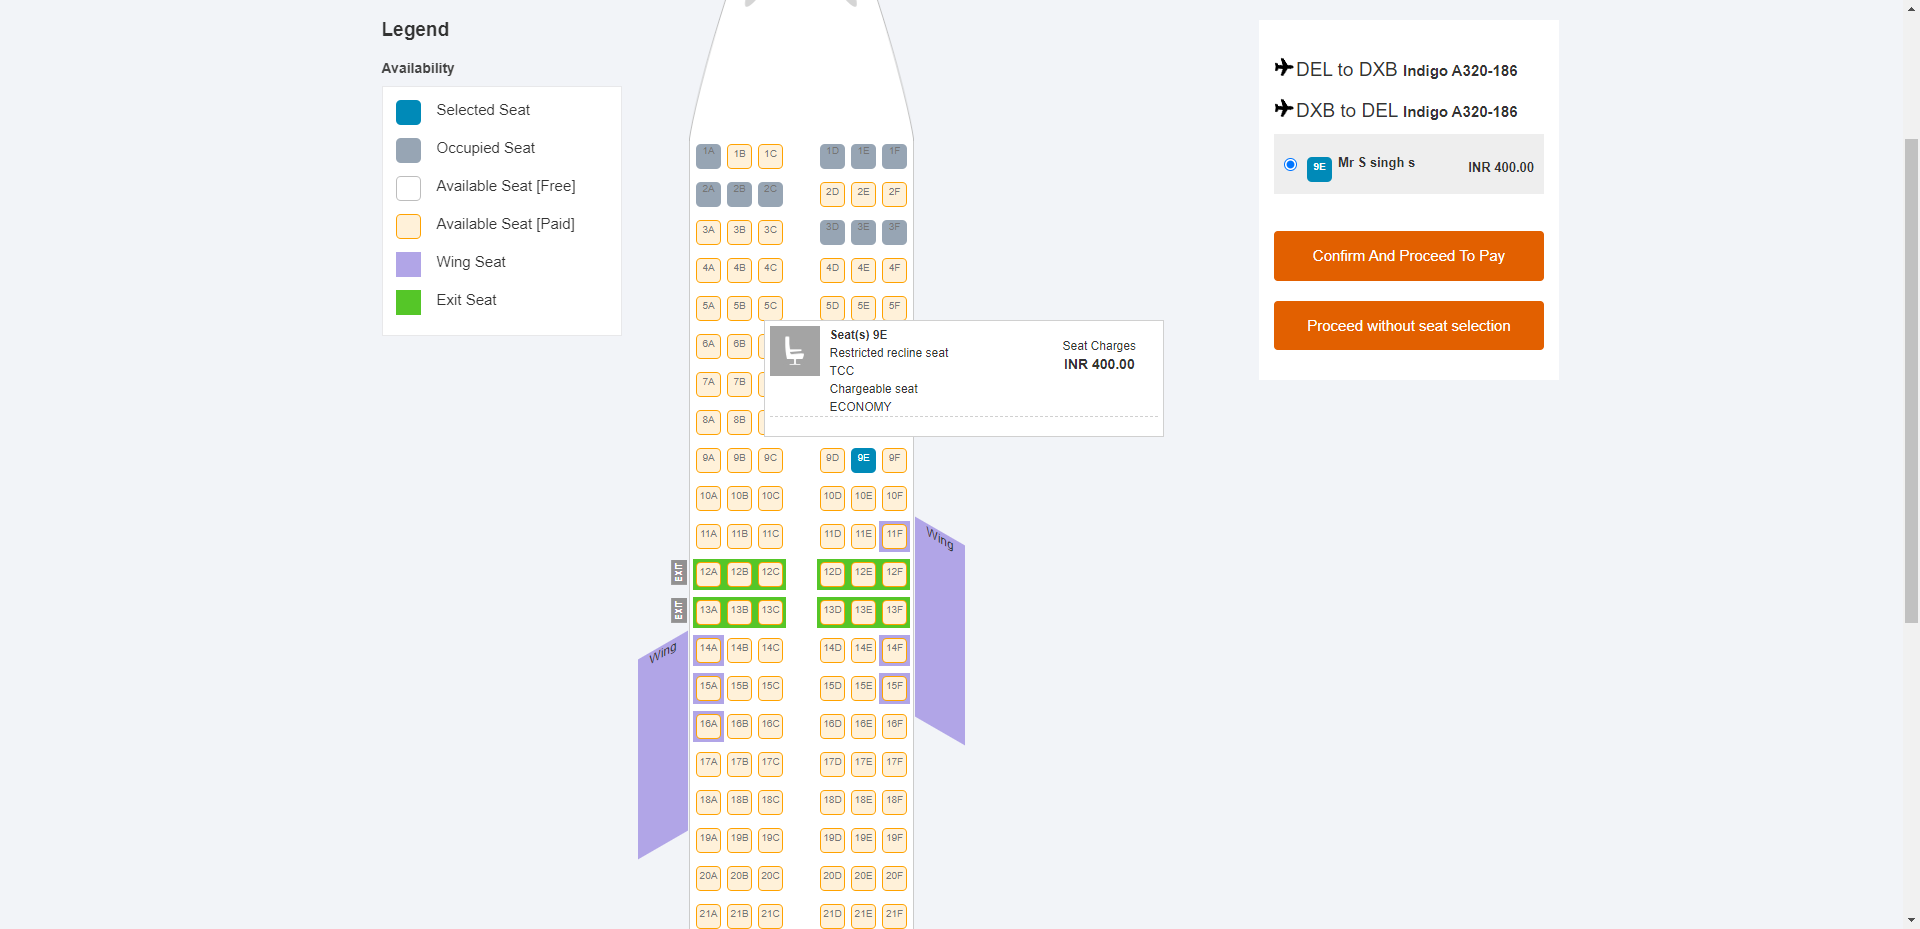 Legend
Availability
Selected Seat
Occupied Seat
Available Seat [Free]
Available Seat [Paid]
Wing Seat
Exit Seat
1A 1B 1C 1D 1E 1F
2A 2B 2C 2D 2E 2F
3A 3B 3C 3D 3E 3F
4A 4B 4C 4D 4E 4F
5A 5B 5C 5D 5E 5F
6A 6B
7A 7B
8A 8B
Seat(s) 9E
Restricted recline seat
TCC
Chargeable seat
ECONOMY
Seat Charges
INR 400.00
9A 9B 9C 9D 9E 9F
10A 10B 10C 10D 10E 10F
11A 11B 11C 11D 11E 11F
Wing
EXIT 12A 12B 12C 12D 12E 12F
EXIT 13A 13B 13C 13D 13E 13F
Wing
14A 14B 14C 14D 14E 14F
15A 15B 15C 15D 15E 15F
16A 16B 16C 16D 16E 16F
17A 17B 17C 17D 17E 17F
18A 18B 18C 18D 18E 18F
19A 19B 19C 19D 19E 19F
20A 20B 20C 20D 20E 20F
21A 21B 21C 21D 21E 21F
DEL to DXB Indigo A320-186
DXB to DEL Indigo A320-186
9E Mr S singh s INR 400.00
Confirm And Proceed To Pay
Proceed without seat selection